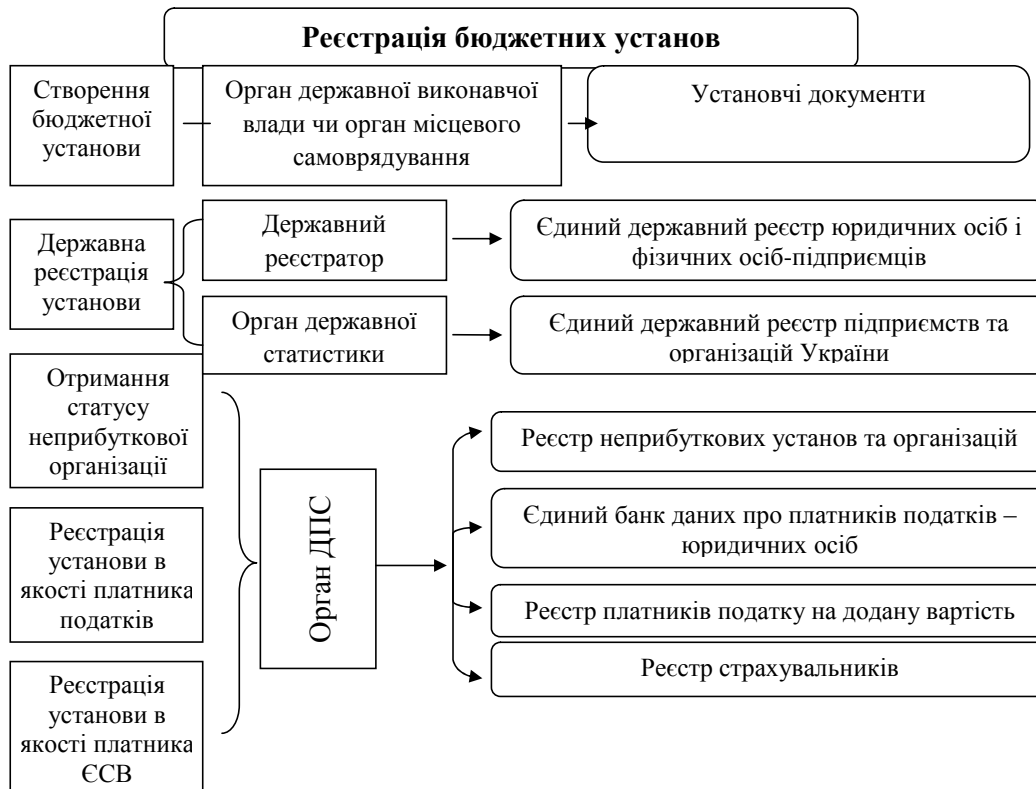 Реєстрація бюджетних установ
Створення
бюджетної
установи
Орган державної виконавчої
влади чи орган місцевого
самоврядування
Установчі документи
Державна
реєстрація
установи
Державний
реєстратор
Єдиний державний реєстр юридичних осіб і
фізичних осіб-підприємців
Орган державної
статистики
Єдиний державний реєстр підприємств та
організацій України
Отримання
статусу
неприбуткової
організації
Реєстрація
установи в
якості платника
податків
Реєстрація
установи в
якості платника
ЄСВ
Орган ДПС
Реєстр неприбуткових установ та організацій
Єдиний банк даних про платників податків –
юридичних осіб
Реєстр платників податку на додану вартість
Реєстр страхувальників